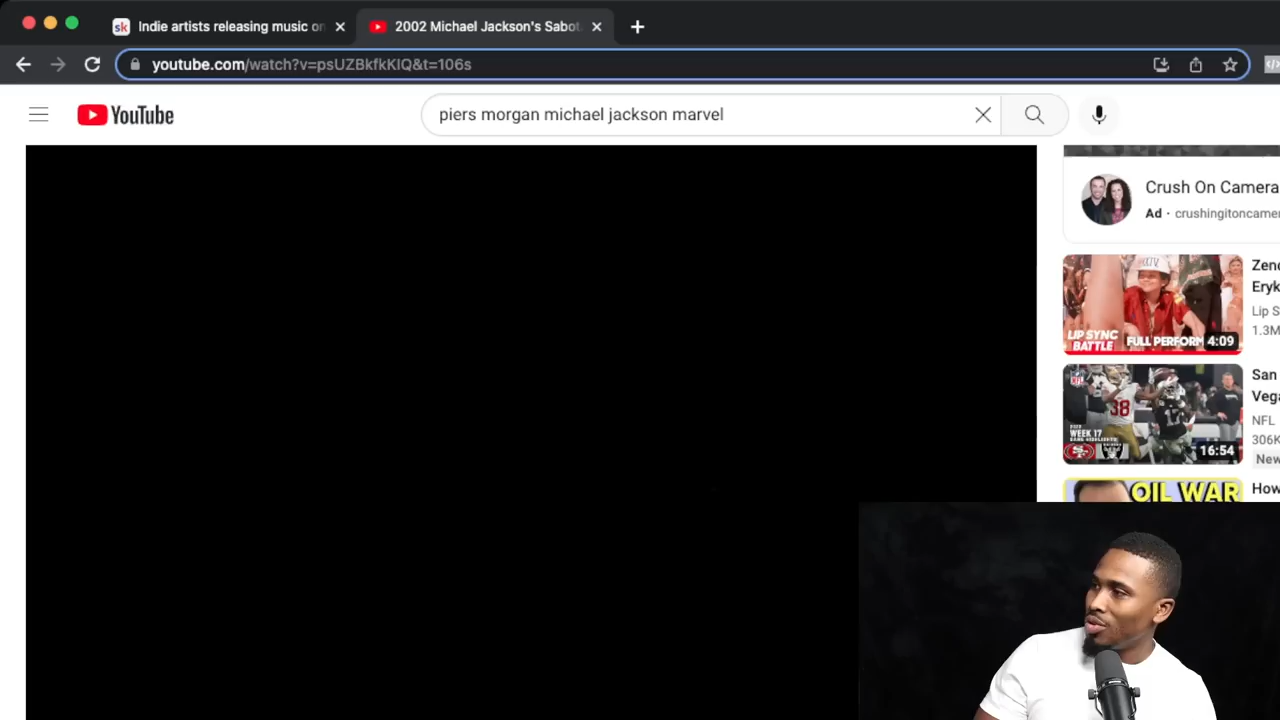 Indie artists releasing music on
2002 Michael Jackson's Sabot
youtube.com/watch?v=psUZBkfkKIQ&t=106s
YouTube
piers morgan michael jackson marvel
Crush On Camera
Ad · crushingitoncame
Zend
Eryk
Lip S
1.3M
LIP SYNC
BATTLE
FULL PERFORM
4:09
San
Vega
NFL
306K
New
WEEK 17
16:54
How
OIL WAR